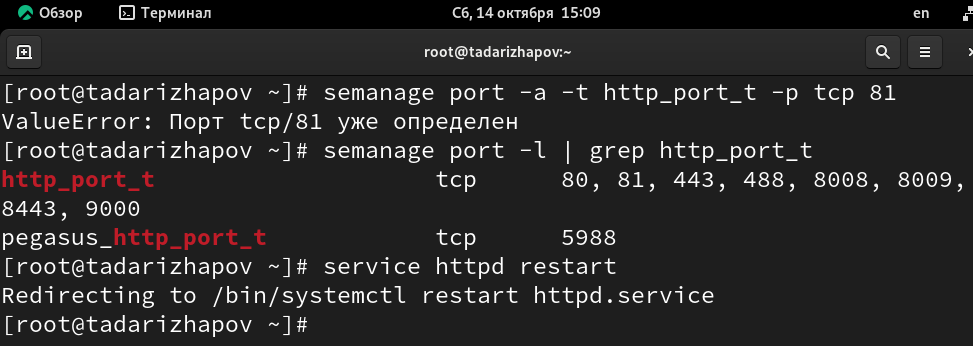 Обзор Терминал Сб, 14 октября 15:09 en
root@tadarizhapov:~
[root@tadarizhapov ~]# semanage port -a -t http_port_t -p tcp 81
ValueError: Порт tcp/81 уже определен
[root@tadarizhapov ~]# semanage port -l | grep http_port_t
http_port_t tcp 80, 81, 443, 488, 8008, 8009,
8443, 9000
pegasus_http_port_t tcp 5988
[root@tadarizhapov ~]# service httpd restart
Redirecting to /bin/systemctl restart httpd.service
[root@tadarizhapov ~]#